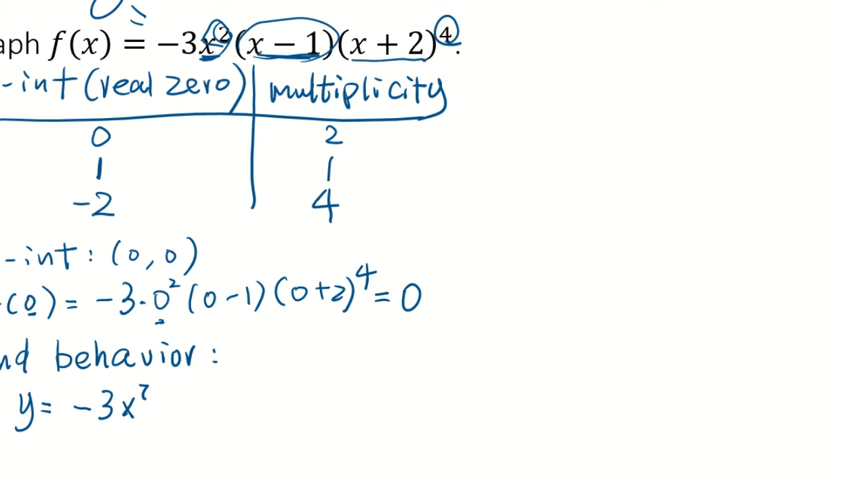 aph f(x) = −3x²(x − 1)(x + 2)⁴.
-int (real zero) | multiplicity
0 2
1 1
-2 4
-int : (0, 0)
(0) = -3·0²(0-1)(0+2)⁴ = 0
nd behavior :
y = -3x⁷